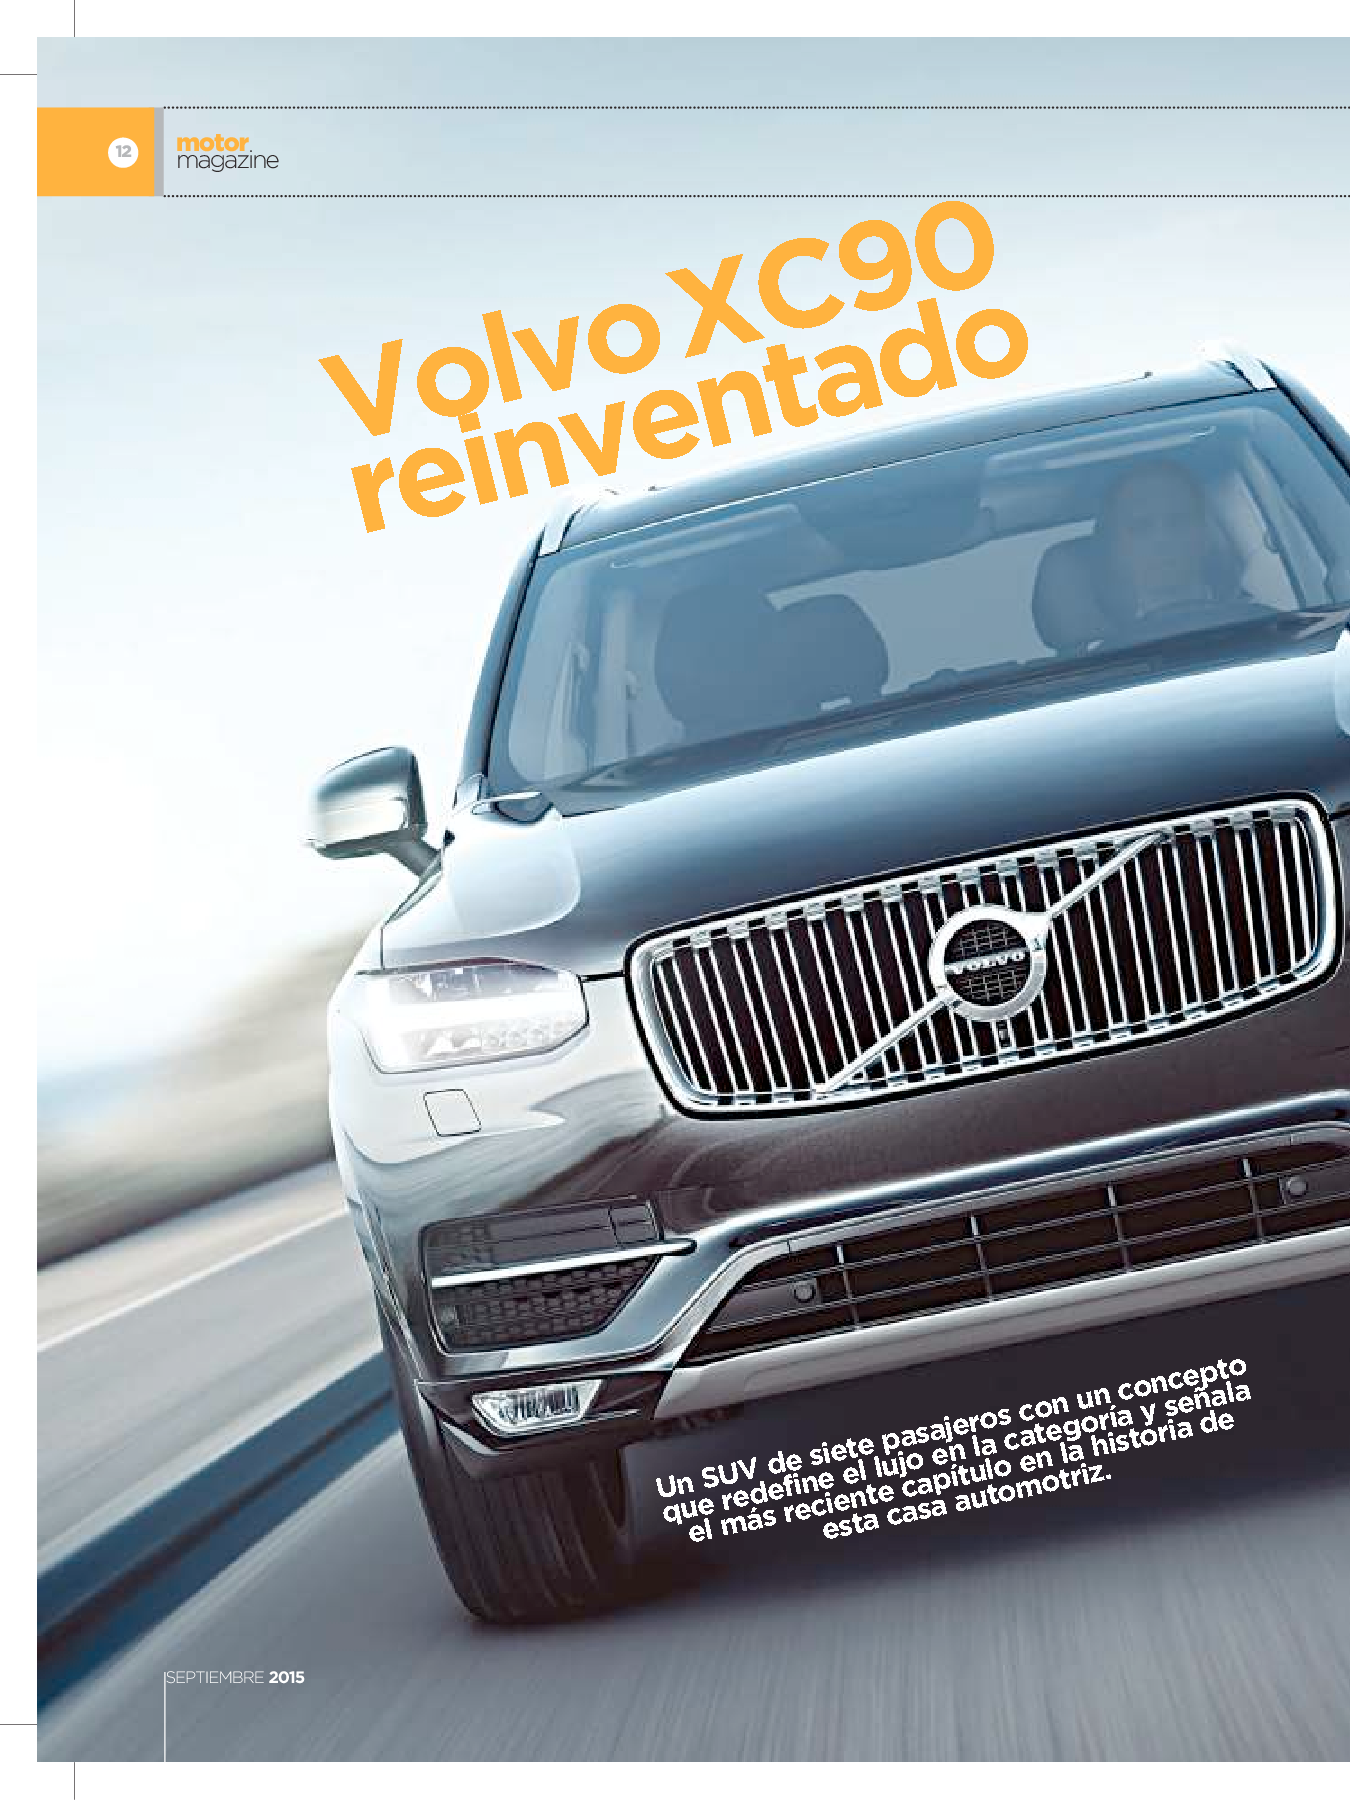 12
motor
magazine
Volvo XC90
reinventado
VOLVO
Un SUV de siete pasajeros con un concepto
que redefine el lujo en la categoría y señala
el más reciente capítulo en la historia de
esta casa automotriz.
SEPTIEMBRE 2015